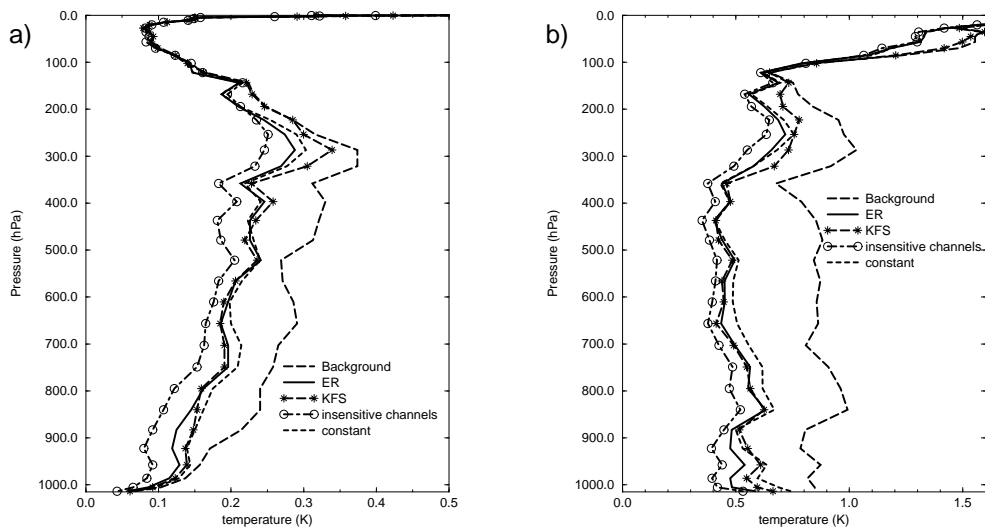 a)
0.0
100.0
200.0
300.0
400.0
500.0
600.0
700.0
800.0
900.0
1000.0
Pressure (hPa)
Background
ER
KFS
insensitive channels
constant
0.0 0.1 0.2 0.3 0.4 0.5
temperature (K)
b)
0.0
100.0
200.0
300.0
400.0
500.0
600.0
700.0
800.0
900.0
1000.0
Pressure (hPa)
Background
ER
KFS
insensitive channels
constant
0.0 0.5 1.0 1.5
temperature (K)